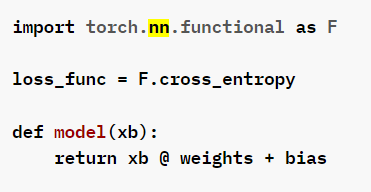 import torch.nn.functional as F
loss_func = F.cross_entropy
def model(xb):
    return xb @ weights + bias